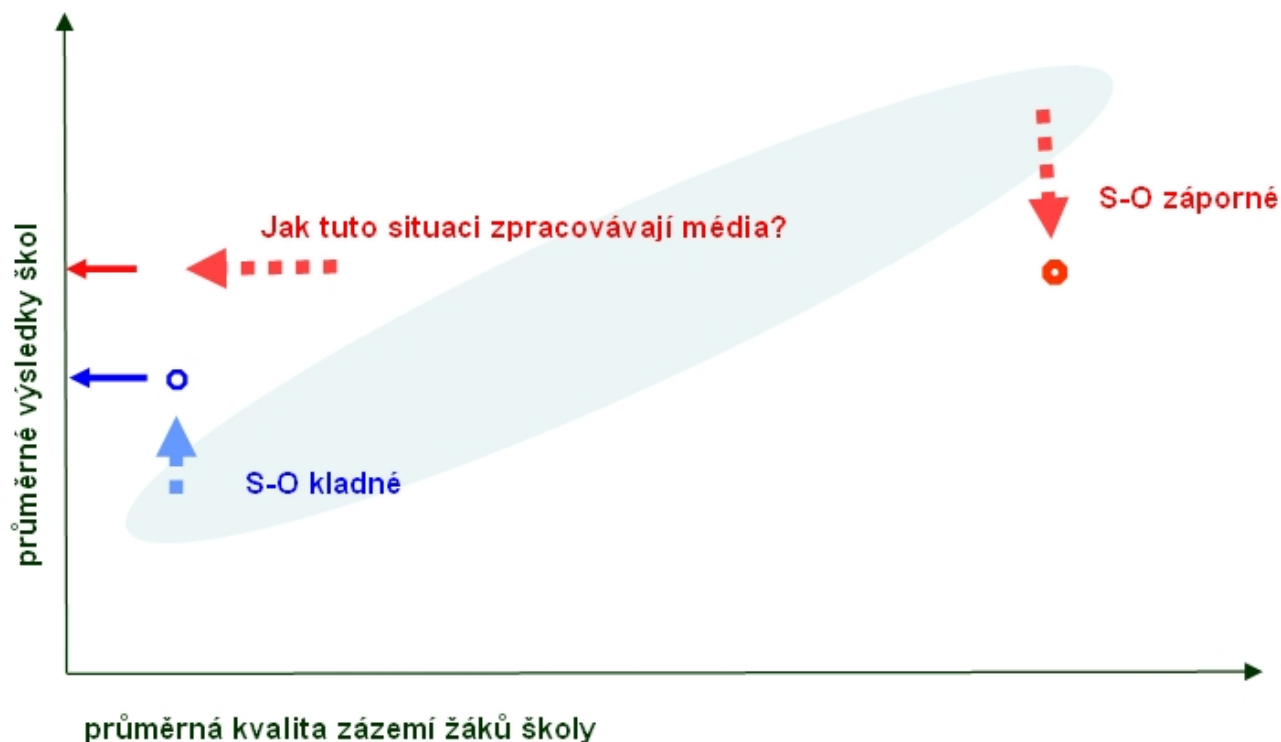 průměrné výsledky škol
Jak tuto situaci zpracovávají média?
S-O záporné
S-O kladné
průměrná kvalita zázemí žáků školy